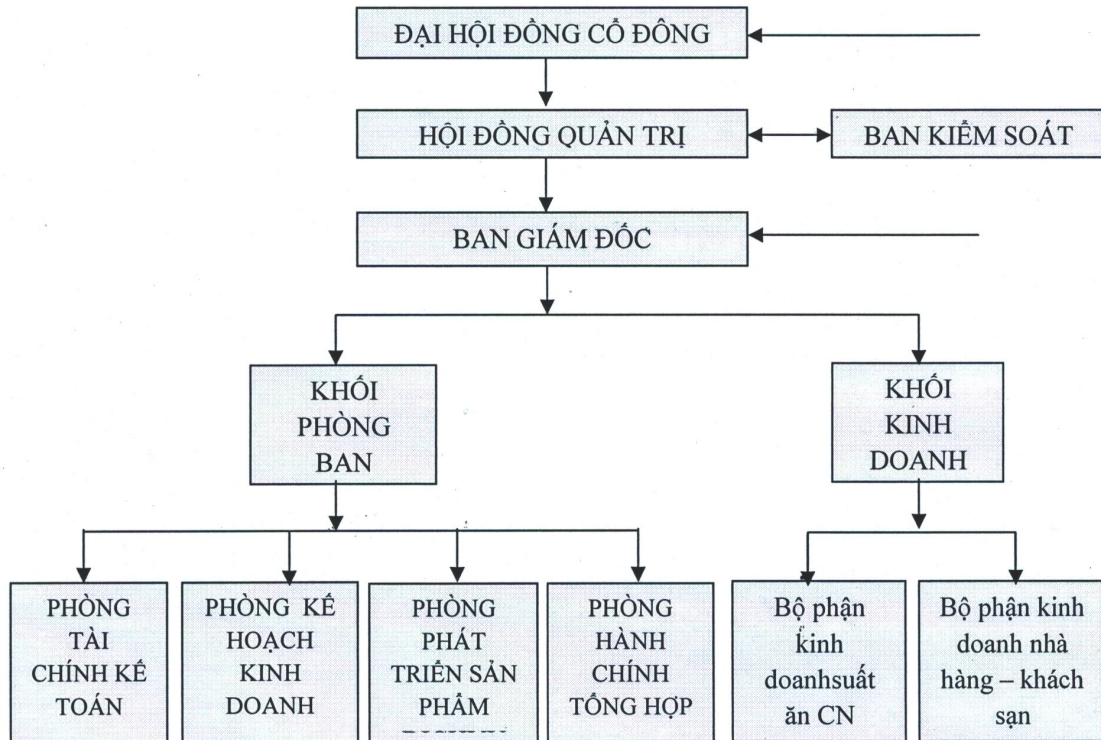 ĐẠI HỘI ĐỒNG CỔ ĐÔNG
HỘI ĐỒNG QUẢN TRỊ
BAN KIỂM SOÁT
BAN GIÁM ĐỐC
KHỐI
PHÒNG
BAN
KHỐI
KINH
DOANH
PHÒNG
TÀI
CHÍNH KẾ
TOÁN
PHÒNG KẾ
HOẠCH
KINH
DOANH
PHÒNG
PHÁT
TRIỂN SẢN
PHẨM
PHÒNG
HÀNH
CHÍNH
TỔNG HỢP
Bộ phận
kinh
doanhsuất
ăn CN
Bộ phận kinh
doanh nhà
hàng – khách
sạn